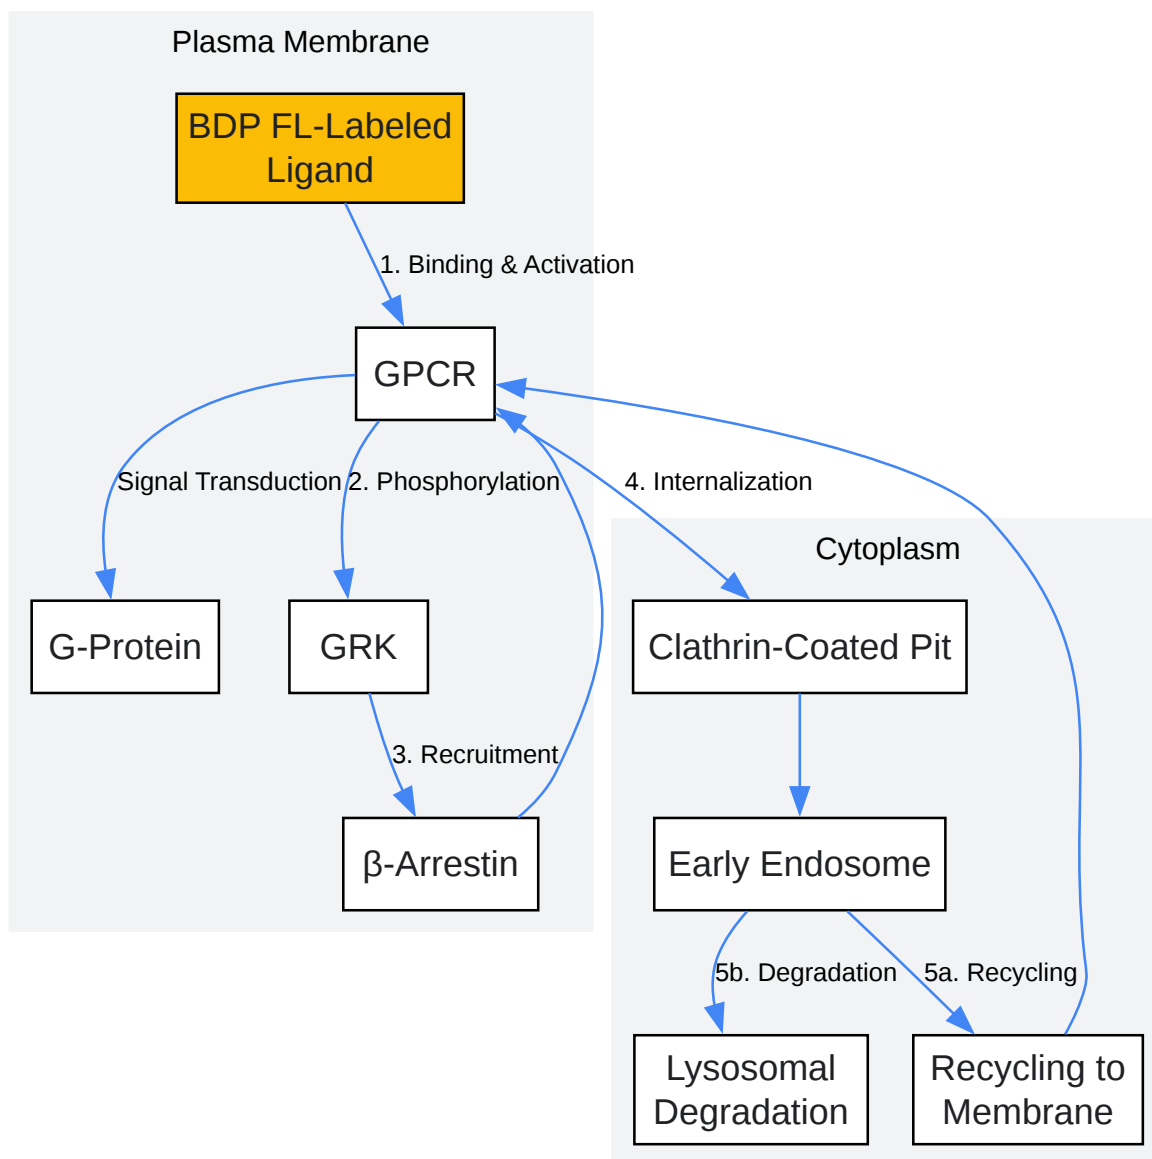 Plasma Membrane
BDP FL-Labeled
Ligand
1. Binding & Activation
GPCR
Signal Transduction
2. Phosphorylation
4. Internalization
Cytoplasm
G-Protein
GRK
Clathrin-Coated Pit
3. Recruitment
β-Arrestin
Early Endosome
5b. Degradation
5a. Recycling
Lysosomal
Degradation
Recycling to
Membrane